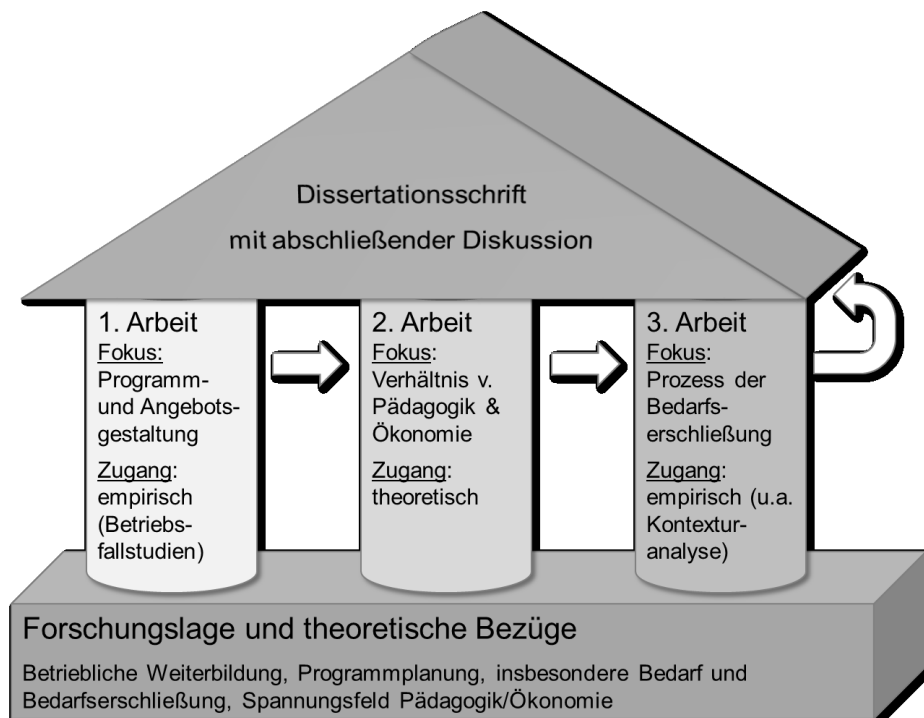 Dissertationsschrift
mit abschließender Diskussion
1. Arbeit
Fokus:
Programm-
und Angebots-
gestaltung
Zugang:
empirisch
(Betriebs-
fallstudien)
2. Arbeit
Fokus:
Verhältnis v.
Pädagogik &
Ökonomie
Zugang:
theoretisch
3. Arbeit
Fokus:
Prozess der
Bedarfs-
erschließung
Zugang:
empirisch (u.a.
Kontextur-
analyse)
Forschungslage und theoretische Bezüge
Betriebliche Weiterbildung, Programmplanung, insbesondere Bedarf und
Bedarfserschließung, Spannungsfeld Pädagogik/Ökonomie